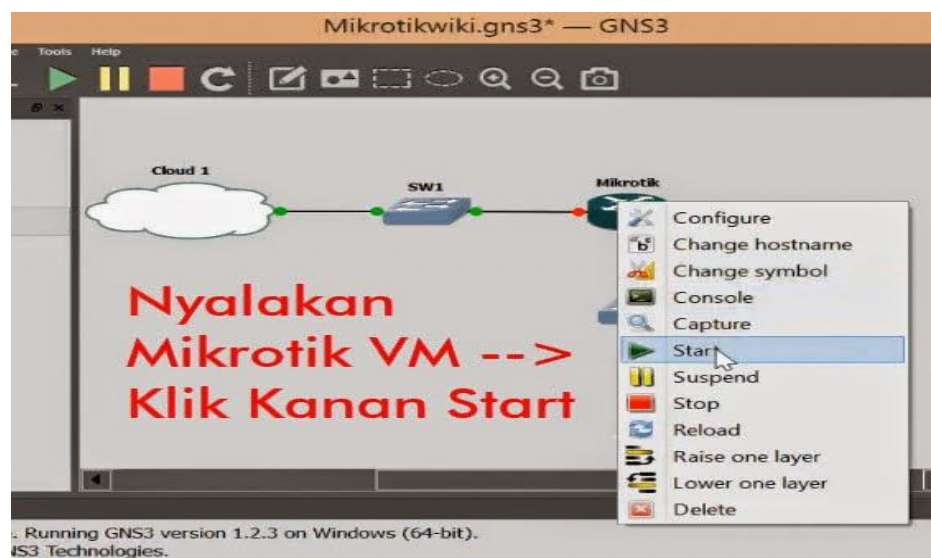 Mikrotikwiki.gns3* — GNS3
Tools Help
Cloud 1
SW1
Mikrotik
Configure
Change hostname
Change symbol
Console
Capture
Start
Suspend
Stop
Reload
Raise one layer
Lower one layer
Delete
Nyalakan
Mikrotik VM -->
Klik Kanan Start
. Running GNS3 version 1.2.3 on Windows (64-bit).
NS3 Technologies.